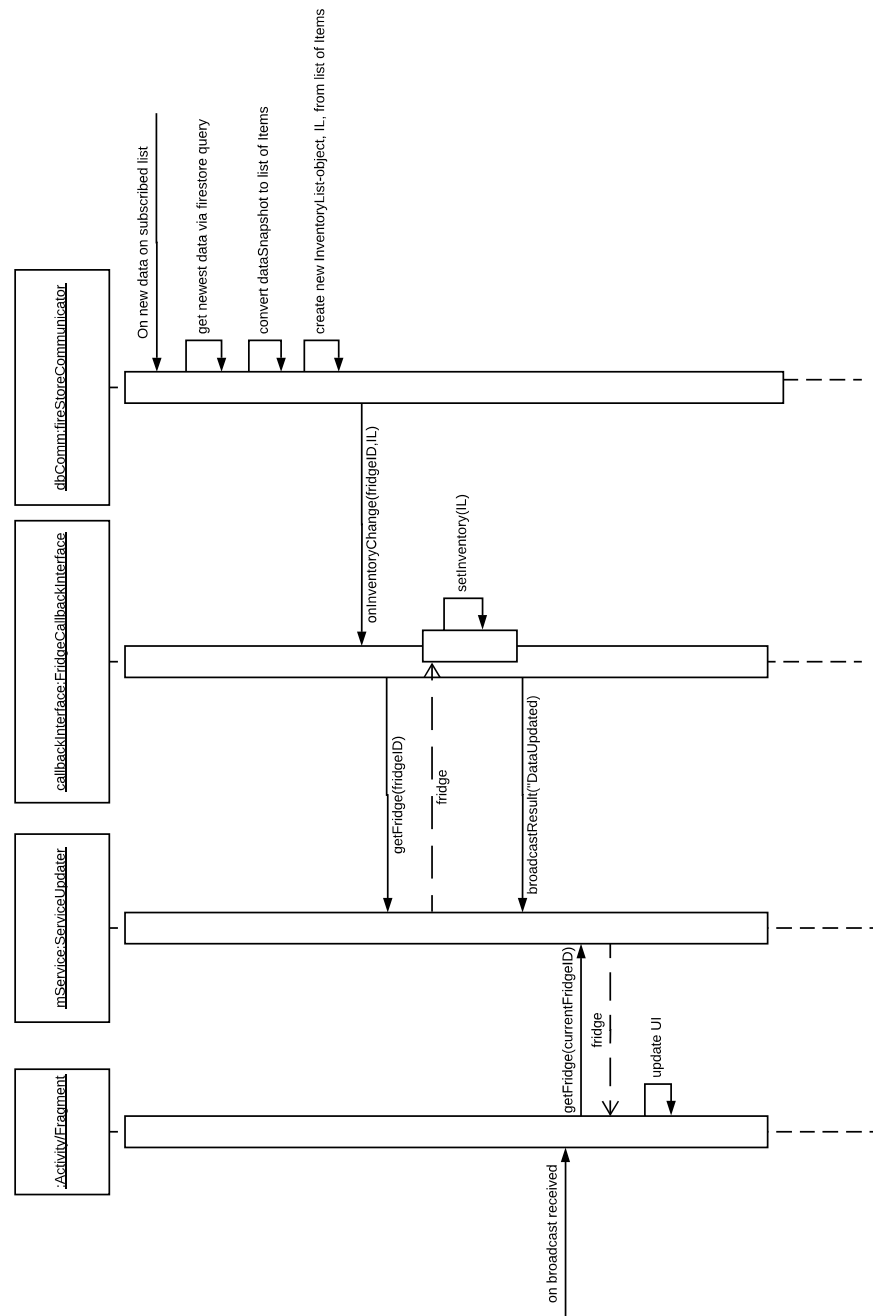 :Activity/Fragment
mService:ServiceUpdater
callbackInterface:FridgeCallbackInterface
dbComm:fireStoreCommunicator
On new data on subscribed list
get newest data via firestore query
convert dataSnapshot to list of Items
create new InventoryList-object, IL, from list of Items
onInventoryChange(fridgeID,IL)
getFridge(fridgeID)
fridge
setInventory(IL)
broadcastResult("DataUpdated)
on broadcast received
getFridge(currentFridgeID)
fridge
update UI